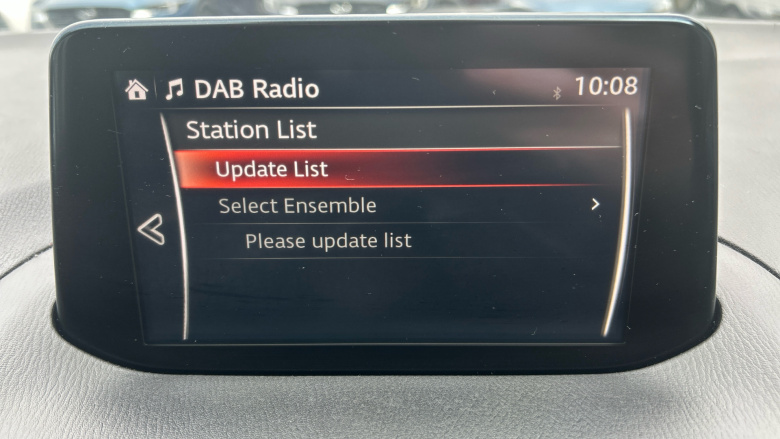 DAB Radio 10:08
Station List
Update List
Select Ensemble
Please update list